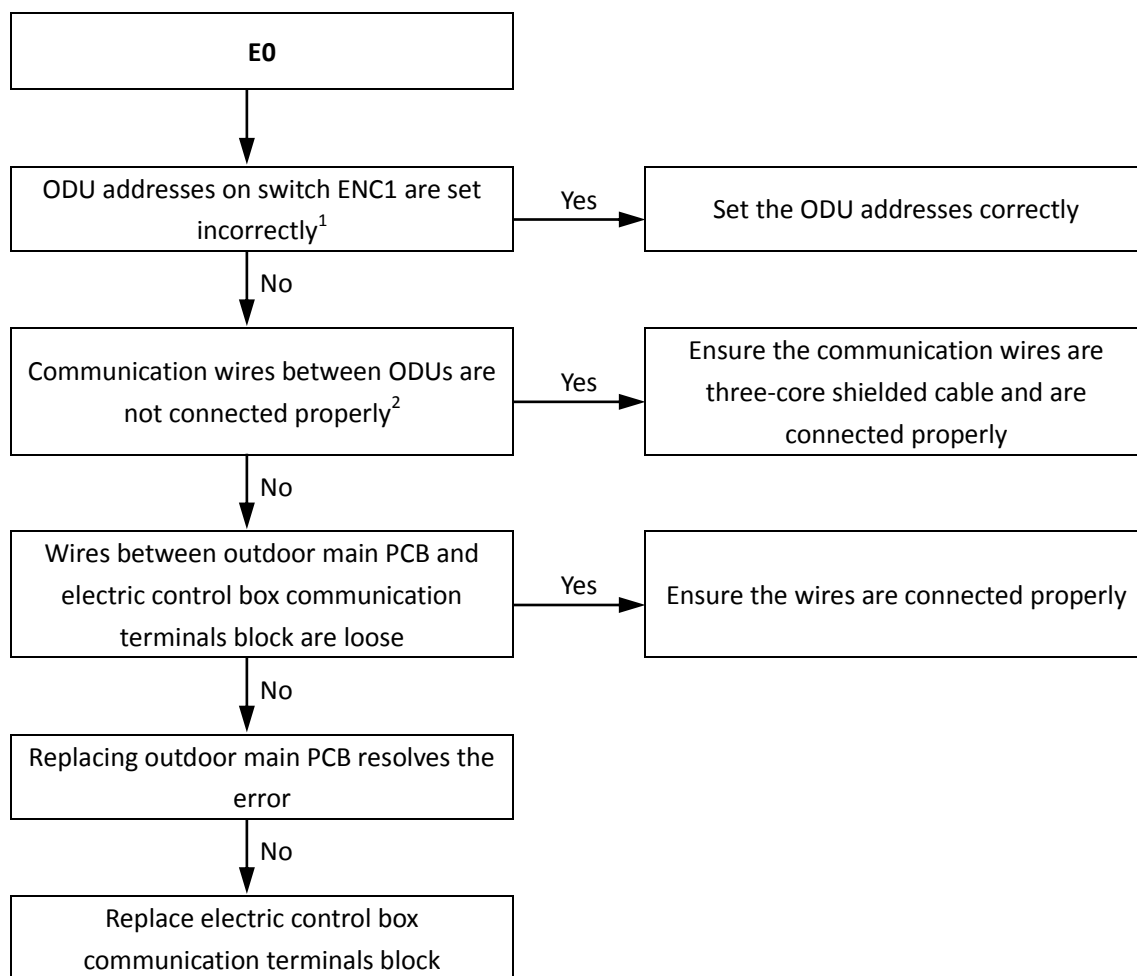 E0
ODU addresses on switch ENC1 are set
incorrectly¹
Yes
Set the ODU addresses correctly
No
Communication wires between ODUs are
not connected properly²
Yes
Ensure the communication wires are
three-core shielded cable and are
connected properly
No
Wires between outdoor main PCB and
electric control box communication
terminals block are loose
Yes
Ensure the wires are connected properly
No
Replacing outdoor main PCB resolves the
error
No
Replace electric control box
communication terminals block